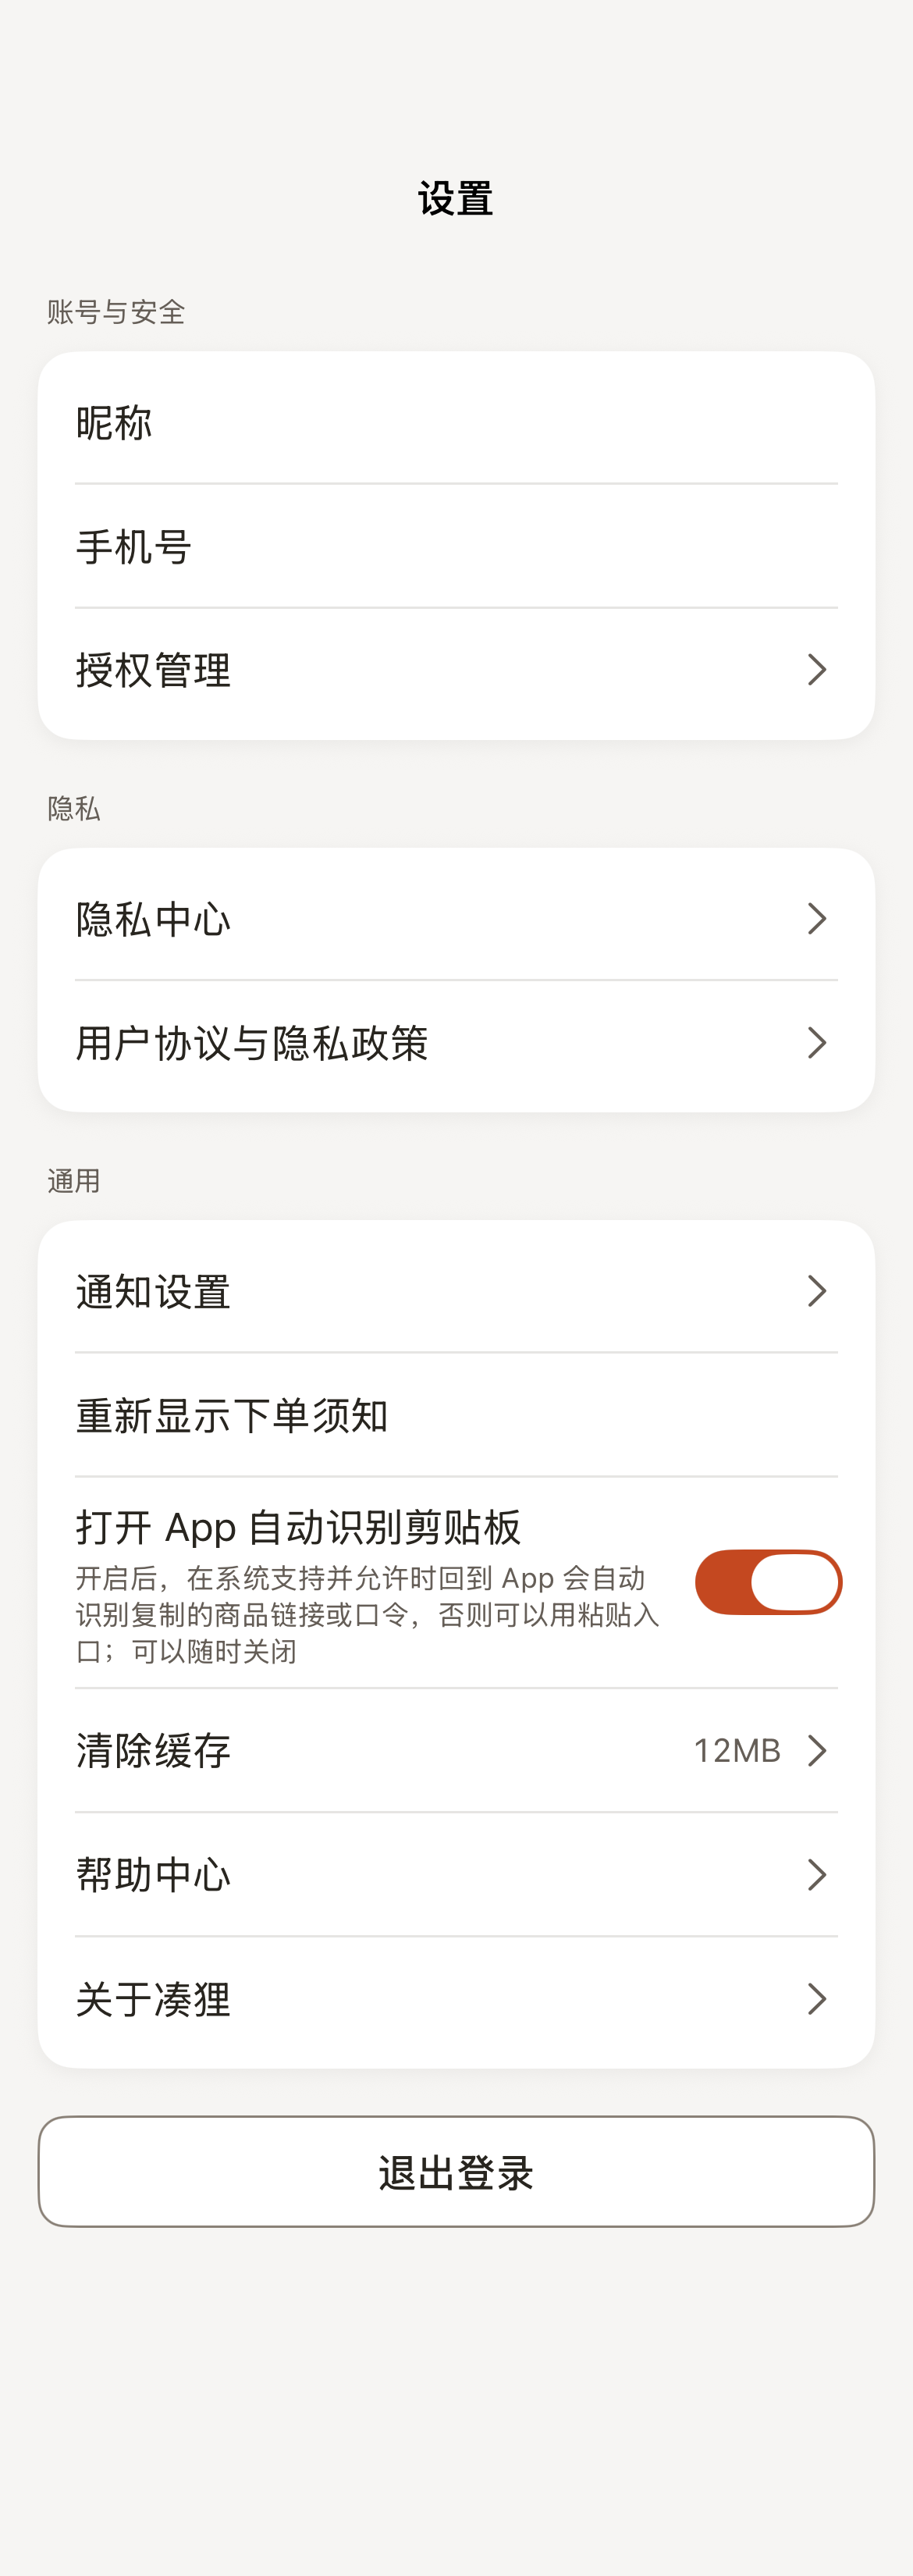 设置
账号与安全
昵称
手机号
授权管理
隐私
隐私中心
用户协议与隐私政策
通用
通知设置
重新显示下单须知
打开 App 自动识别剪贴板
开启后，在系统支持并允许时回到 App 会自动
识别复制的商品链接或口令，否则可以用粘贴入
口；可以随时关闭
清除缓存 12MB
帮助中心
关于凑狸
退出登录